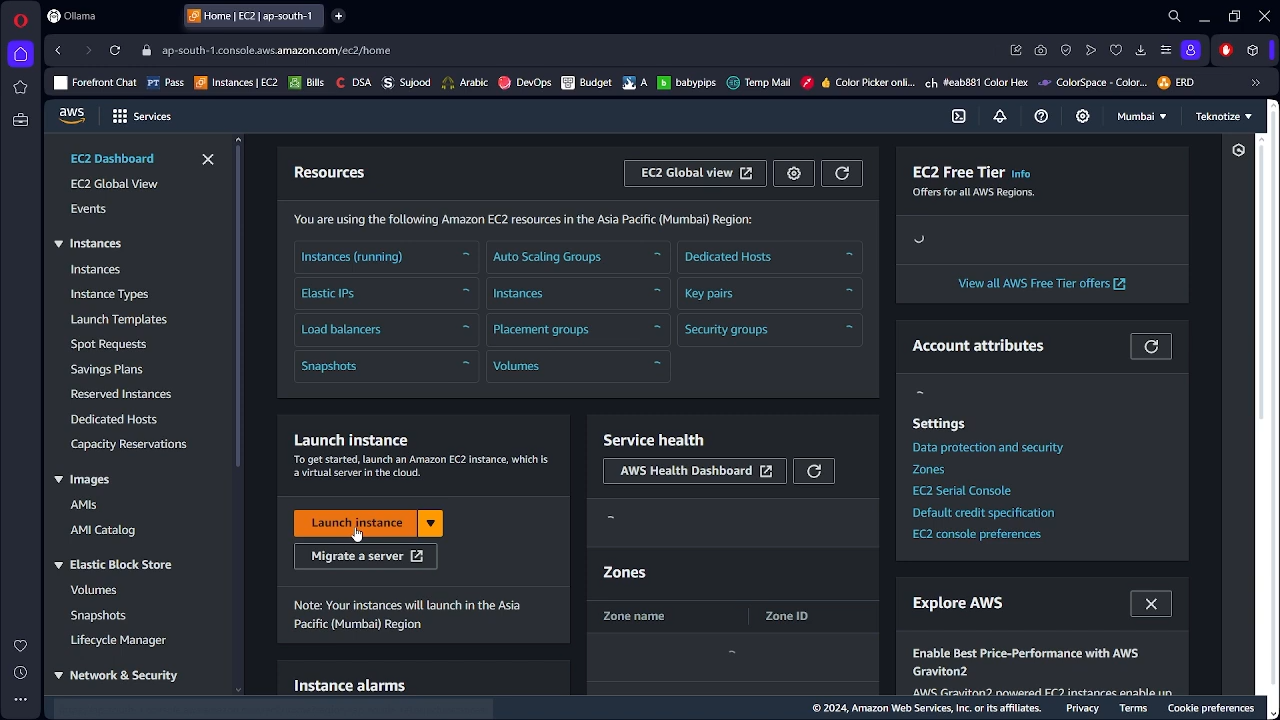 Ollama
Home | EC2 | ap-south-1
ap-south-1.console.aws.amazon.com/ec2/home
Forefront Chat
PT Pass
Instances | EC2
Bills
DSA
Sujood
Arabic
DevOps
Budget
A
b babypips
Temp Mail
Color Picker onl...
ch #eab881 Color Hex
ColorSpace - Color...
ERD
aws
Services
Mumbai
Teknotize
EC2 Dashboard
EC2 Global View
Events
Instances
Instances
Instance Types
Launch Templates
Spot Requests
Savings Plans
Reserved Instances
Dedicated Hosts
Capacity Reservations
Images
AMIs
AMI Catalog
Elastic Block Store
Volumes
Snapshots
Lifecycle Manager
Network & Security
Resources
EC2 Global view
You are using the following Amazon EC2 resources in the Asia Pacific (Mumbai) Region:
Instances (running)
Auto Scaling Groups
Dedicated Hosts
Elastic IPs
Instances
Key pairs
Load balancers
Placement groups
Security groups
Snapshots
Volumes
Launch instance
To get started, launch an Amazon EC2 instance, which is
a virtual server in the cloud.
Launch instance
Migrate a server
Note: Your instances will launch in the Asia
Pacific (Mumbai) Region
Instance alarms
Service health
AWS Health Dashboard
Zones
Zone name
Zone ID
EC2 Free Tier Info
Offers for all AWS Regions.
View all AWS Free Tier offers
Account attributes
Settings
Data protection and security
Zones
EC2 Serial Console
Default credit specification
EC2 console preferences
Explore AWS
Enable Best Price-Performance with AWS
Graviton2
AWS Graviton2 powered EC2 instances enable up
© 2024, Amazon Web Services, Inc. or its affiliates.
Privacy
Terms
Cookie preferences